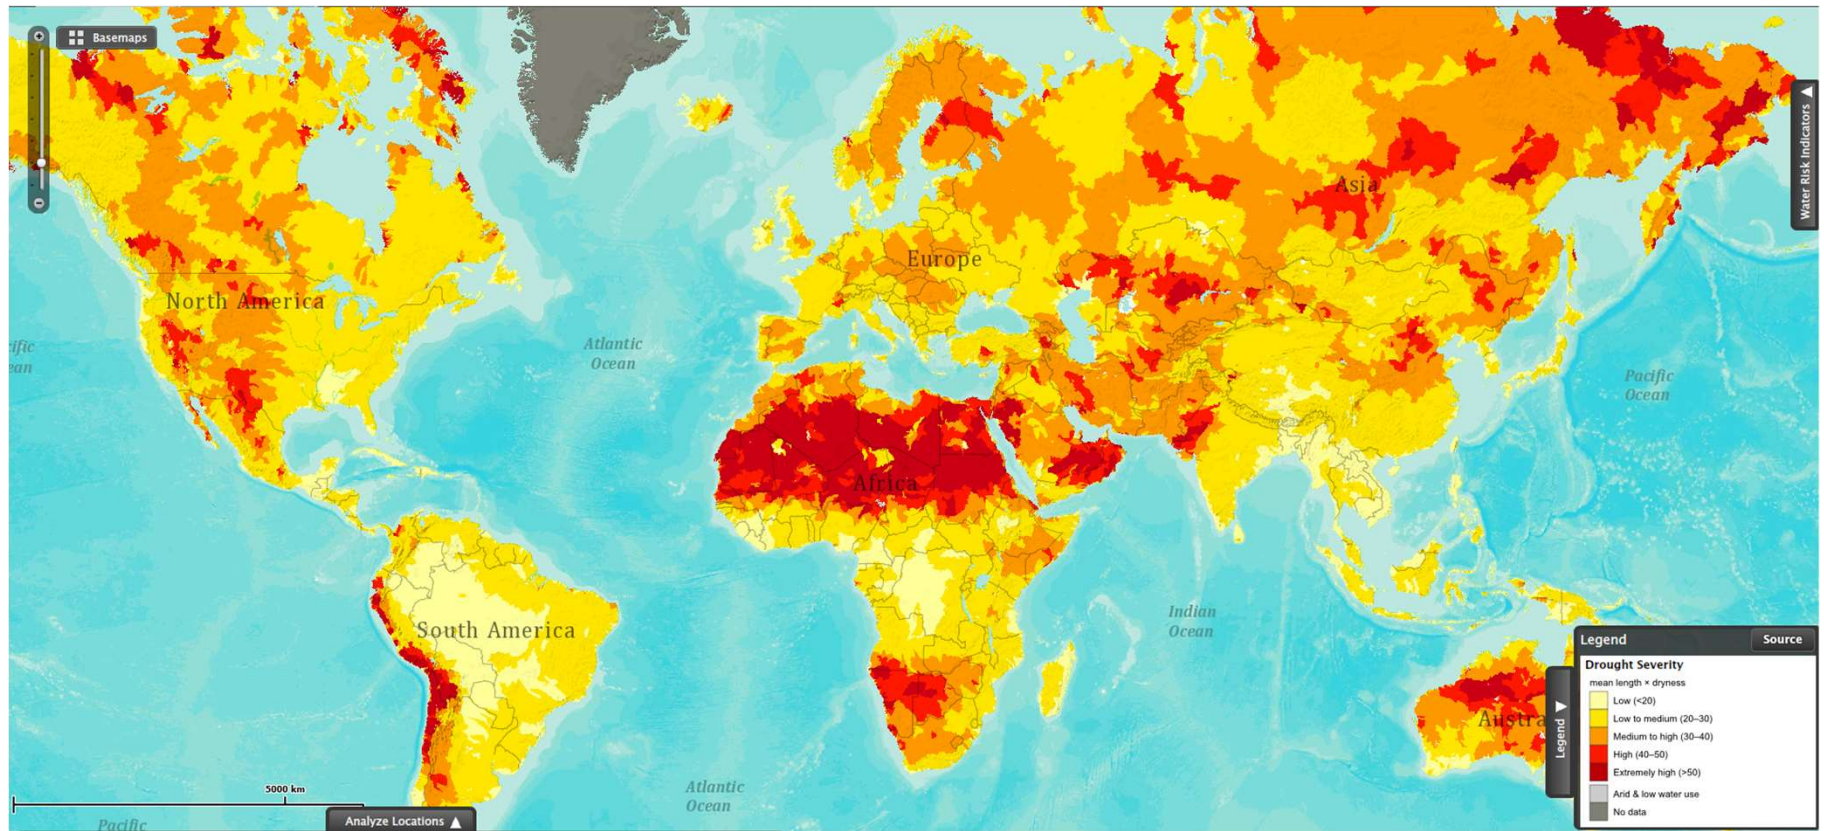 Basemaps
Water Risk Indicators
Asia
Europe
North America
Atlantic
Ocean
ific
ean
Pacific
Ocean
Africa
South America
Indian
Ocean
Legend
Source
Drought Severity
mean length × dryness
Low (<20)
Low to medium (20–30)
Medium to high (30–40)
High (40–50)
Extremely high (>50)
Arid & low water use
No data
Legend
Austra
5000 km
Atlantic
Ocean
Analyze Locations
Pacific